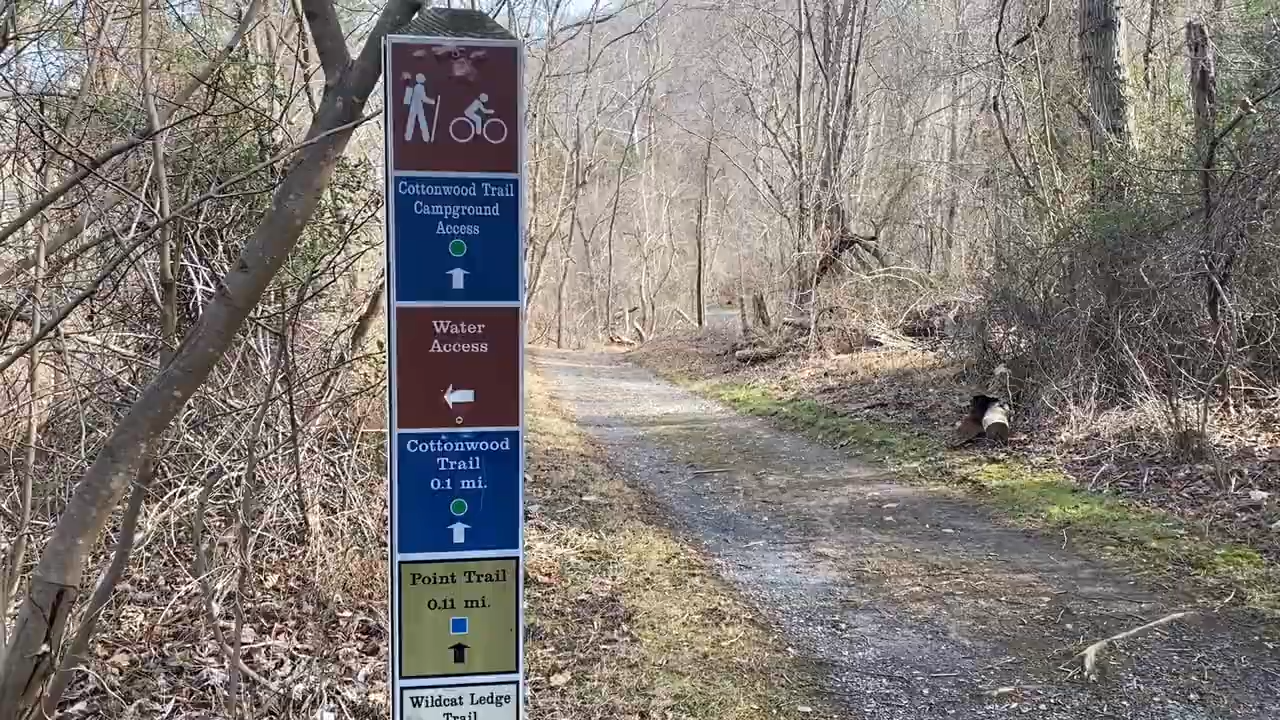 Cottonwood Trail
Campground
Access
Water
Access
Cottonwood
Trail
0.1 mi.
Point Trail
0.11 mi.
Wildcat Ledge
Trail